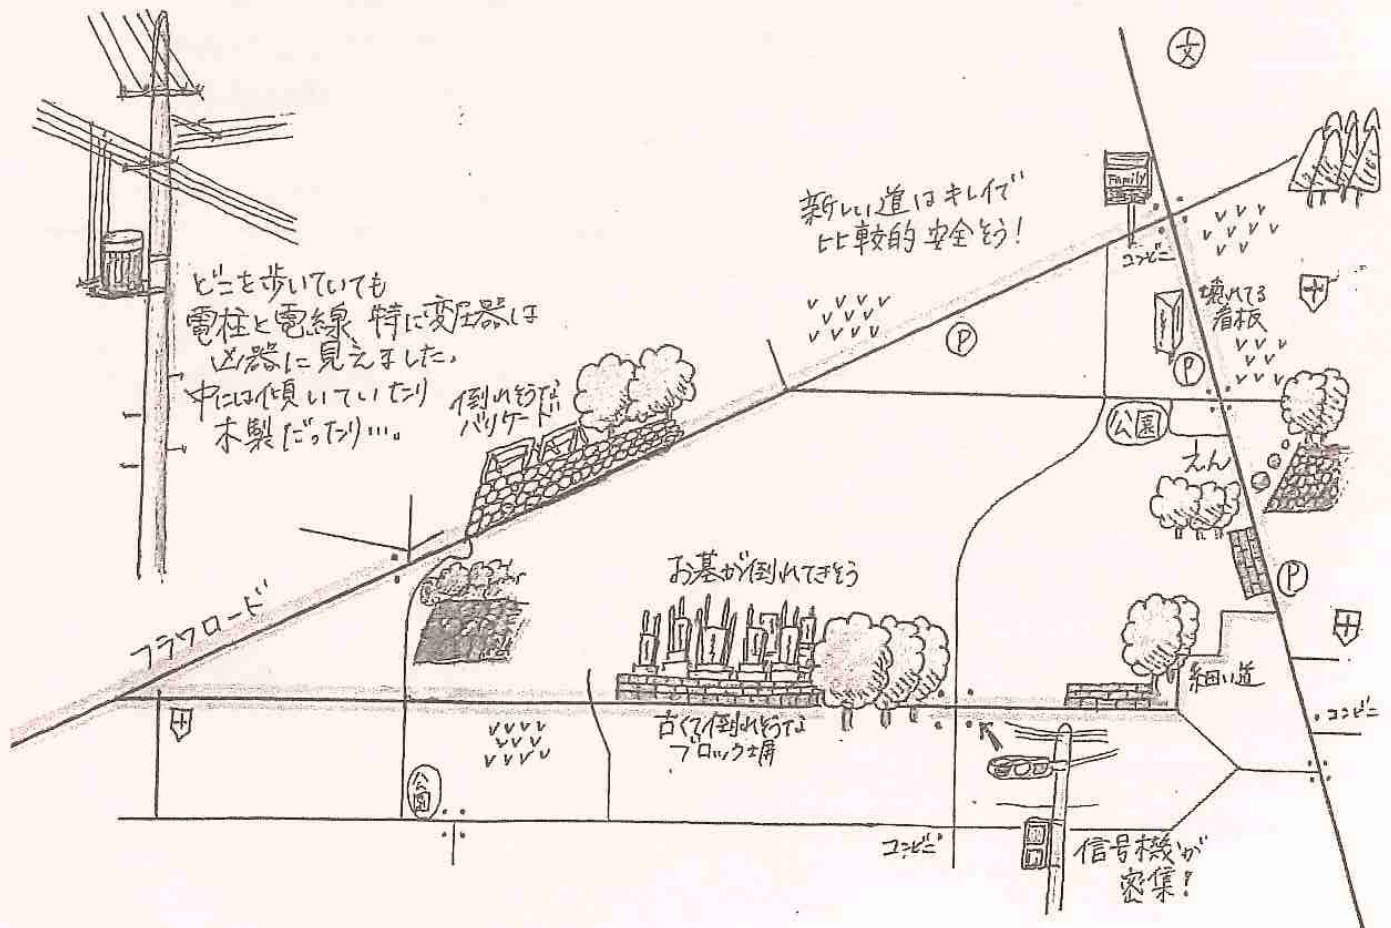 文
Family
コンビニ
新しい道はキレイで
比較的安全そう!
どこを歩いていても
電柱と電線、特に変圧器は
凶器に見えました。
中には傾いていたり
木製だったり…。
倒れそうな
バリケード
P
壊れてる
看板
P
公園
えん
P
フラワロード
お墓が倒れてきそう
古くて倒れそうな
ブロック塀
細い道
コンビニ
公園
コンビニ
信号機が
密集!